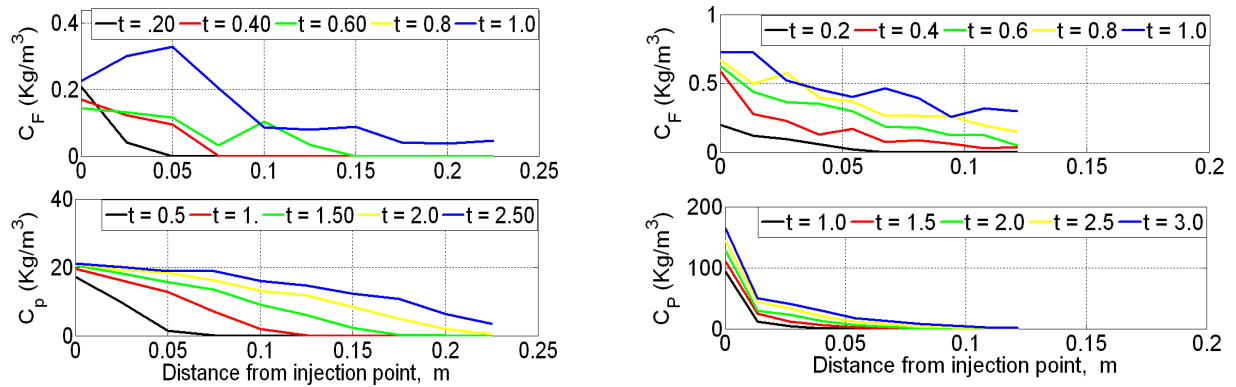 C_F (Kg/m^3)
0.4
0.2
0
t = .20 t = 0.40 t = 0.60 t = 0.8 t = 1.0
0 0.05 0.1 0.15 0.2 0.25
C_p (Kg/m^3)
40
20
0
t = 0.5 t = 1. t = 1.50 t = 2.0 t = 2.50
0 0.05 0.1 0.15 0.2 0.25
Distance from injection point, m
C_F (Kg/m^3)
1
0.5
0
t = 0.2 t = 0.4 t = 0.6 t = 0.8 t = 1.0
0 0.05 0.1 0.15 0.2
C_P (Kg/m^3)
200
100
0
t = 1.0 t = 1.5 t = 2.0 t = 2.5 t = 3.0
0 0.05 0.1 0.15 0.2
Distance from injection point, m